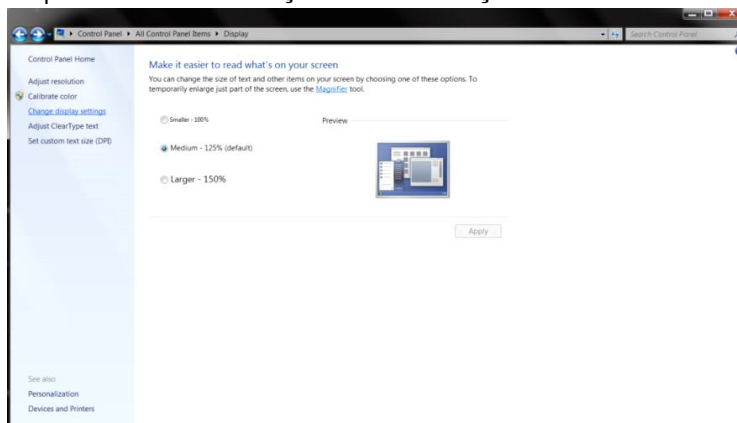 Control Panel ▸ All Control Panel Items ▸ Display
Search Control Panel
Control Panel Home
Adjust resolution
Calibrate color
Change display settings
Adjust ClearType text
Set custom text size (DPI)
See also
Personalization
Devices and Printers
Make it easier to read what's on your screen
You can change the size of text and other items on your screen by choosing one of these options. To
temporarily enlarge just part of the screen, use the Magnifier tool.
Smaller - 100%
Preview
Medium - 125% (default)
Larger - 150%
Apply